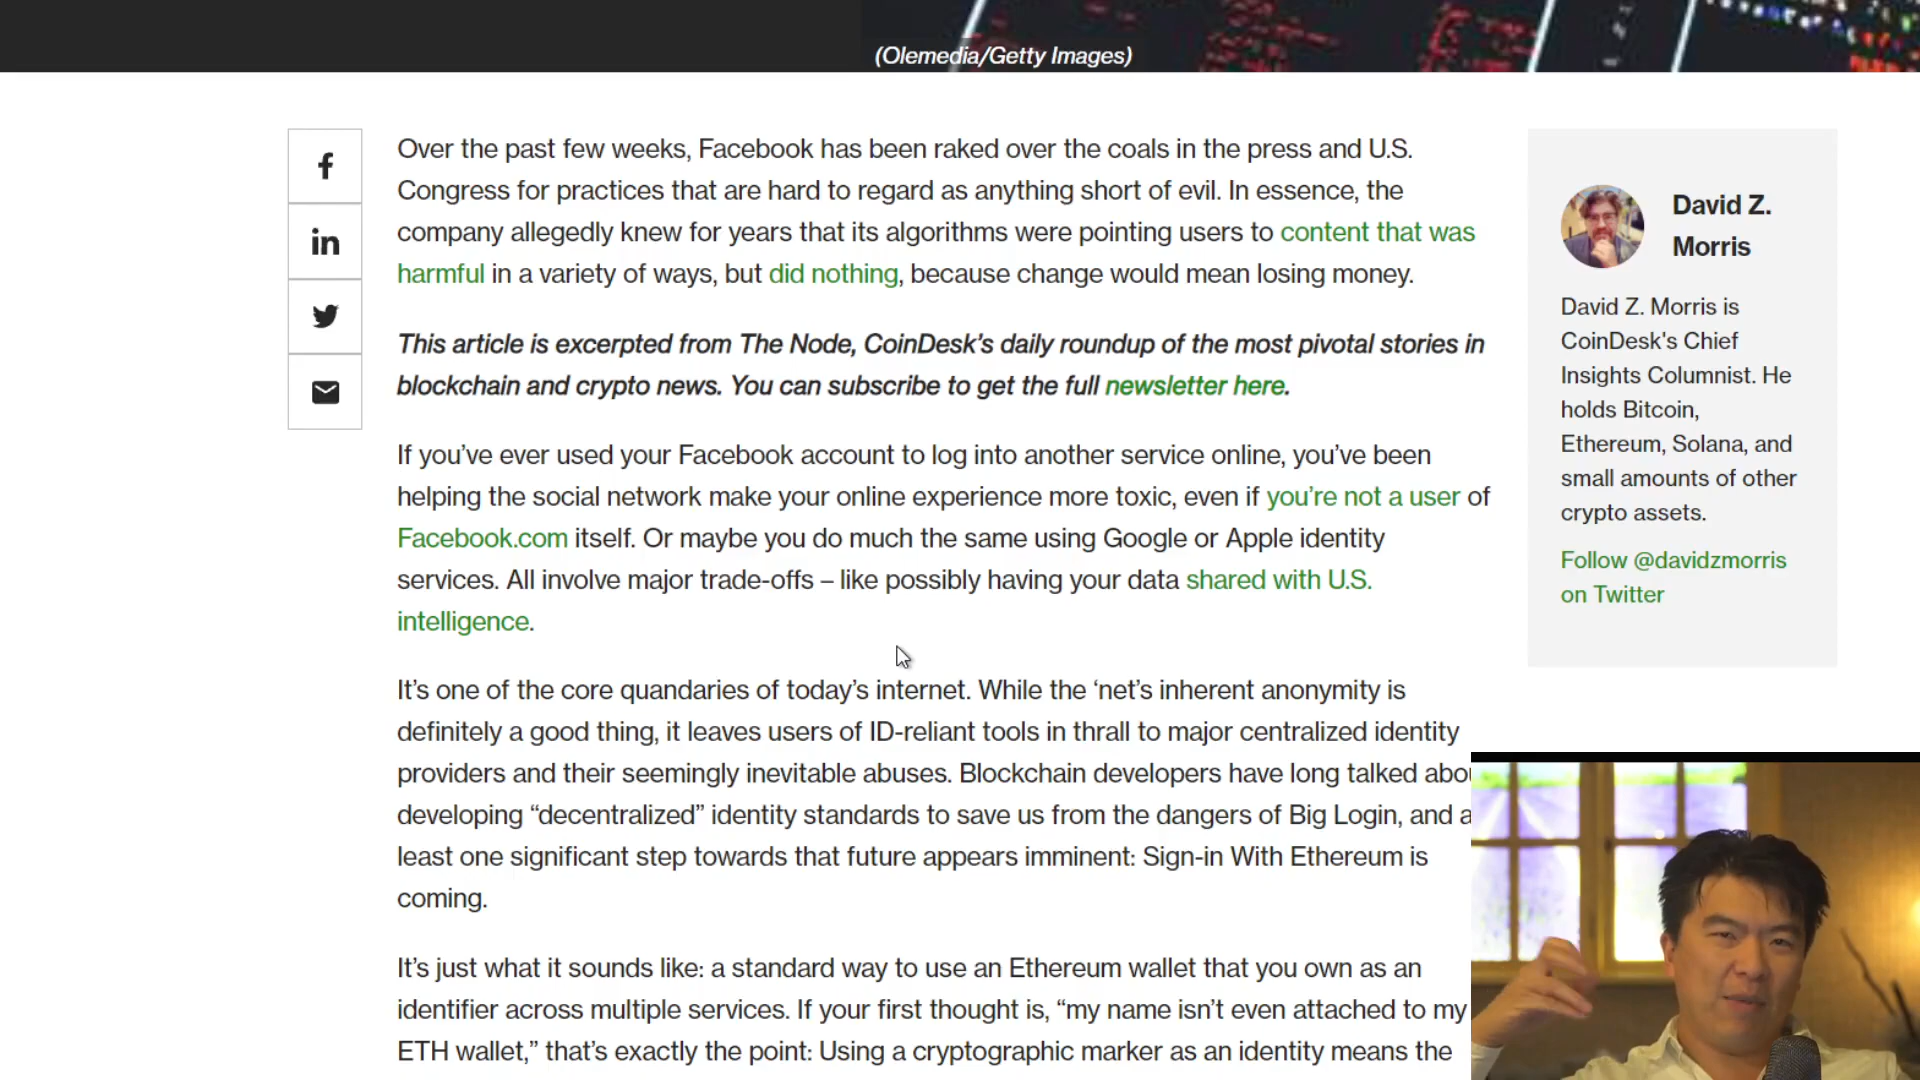 (Olemedia/Getty Images)
Over the past few weeks, Facebook has been raked over the coals in the press and U.S.
Congress for practices that are hard to regard as anything short of evil. In essence, the
company allegedly knew for years that its algorithms were pointing users to content that was
harmful in a variety of ways, but did nothing, because change would mean losing money.
This article is excerpted from The Node, CoinDesk’s daily roundup of the most pivotal stories in
blockchain and crypto news. You can subscribe to get the full newsletter here.
If you’ve ever used your Facebook account to log into another service online, you’ve been
helping the social network make your online experience more toxic, even if you’re not a user of
Facebook.com itself. Or maybe you do much the same using Google or Apple identity
services. All involve major trade-offs – like possibly having your data shared with U.S.
intelligence.
It’s one of the core quandaries of today’s internet. While the ‘net’s inherent anonymity is
definitely a good thing, it leaves users of ID-reliant tools in thrall to major centralized identity
providers and their seemingly inevitable abuses. Blockchain developers have long talked
developing “decentralized” identity standards to save us from the dangers of Big Login, and
least one significant step towards that future appears imminent: Sign-in With Ethereum is
coming.
It’s just what it sounds like: a standard way to use an Ethereum wallet that you own as an
identifier across multiple services. If your first thought is, “my name isn’t even attached to my
ETH wallet,” that’s exactly the point: Using a cryptographic marker as an identity means the
David Z.
Morris
David Z. Morris is
CoinDesk's Chief
Insights Columnist. He
holds Bitcoin,
Ethereum, Solana, and
small amounts of other
crypto assets.
Follow @davidzmorris
on Twitter